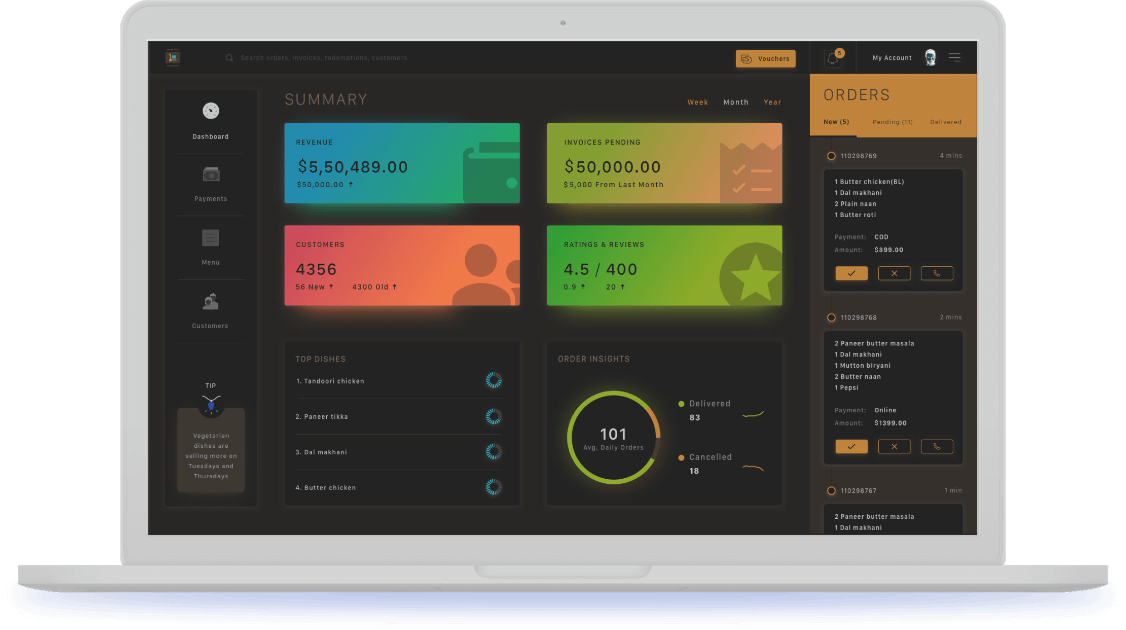 Search orders, invoices, redemptions, customers
Vouchers
5
My Account
Dashboard
Payments
Menu
Customers
TIP
Vegetarian
dishes are
selling more on
Tuesdays and
Thursdays
SUMMARY
Week Month Year
REVENUE
$5,50,489.00
$50,000.00 ↑
INVOICES PENDING
$50,000.00
$5,000 From Last Month
CUSTOMERS
4356
56 New ↑ 4300 Old ↑
RATINGS & REVIEWS
4.5 / 400
0.9 ↑ 20 ↑
TOP DISHES
1. Tandoori chicken
2. Paneer tikka
3. Dal makhani
4. Butter chicken
ORDER INSIGHTS
101
Avg. Daily Orders
Delivered
83
Cancelled
18
ORDERS
New (5) Pending (11) Delivered
110298769 4 mins
1 Butter chicken(BL)
1 Dal makhani
2 Plain naan
1 Butter roti
Payment: COD
Amount: $899.00
110298768 2 mins
2 Paneer butter masala
1 Dal makhani
1 Mutton biryani
2 Butter naan
1 Pepsi
Payment: Online
Amount: $1399.00
110298767 1 min
2 Paneer butter masala
1 Dal makhani